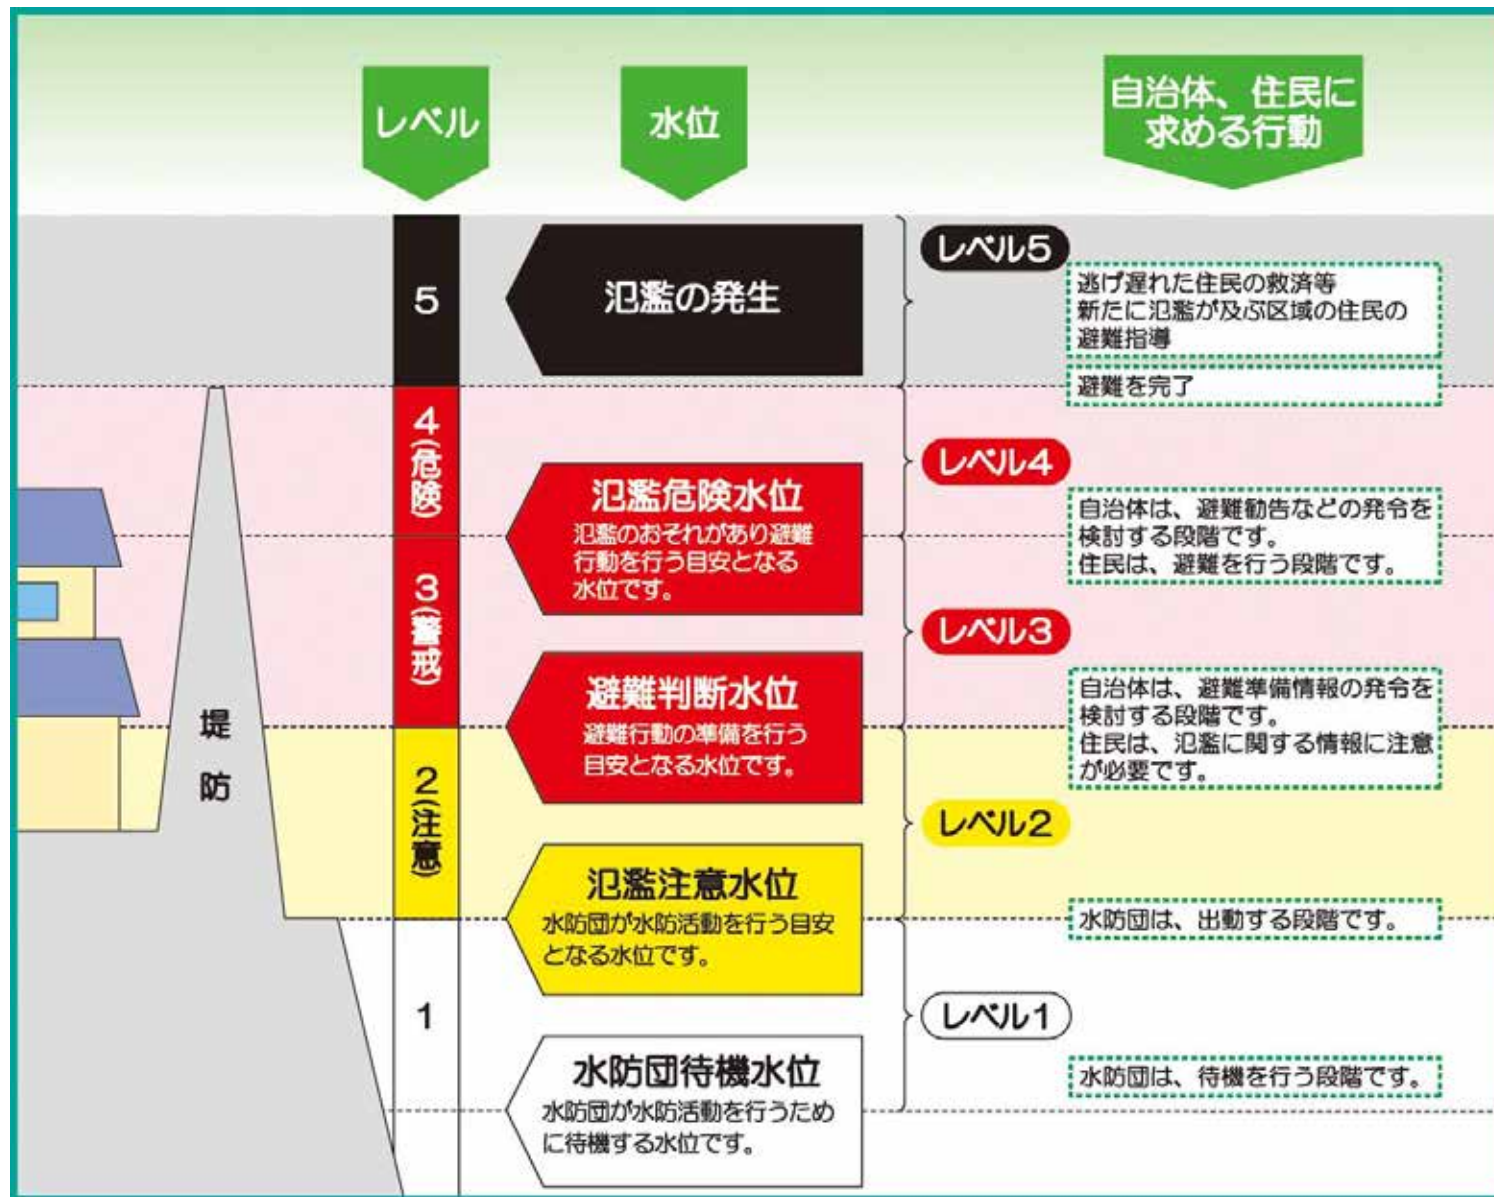 レベル
水位
自治体、住民に
求める行動
5
氾濫の発生
レベル5
逃げ遅れた住民の救済等
新たに氾濫が及ぶ区域の住民の
避難指導
避難を完了
4(危険)
氾濫危険水位
氾濫のおそれがあり避難
行動を行う目安となる
水位です。
レベル4
自治体は、避難勧告などの発令を
検討する段階です。
住民は、避難を行う段階です。
3(警戒)
レベル3
避難判断水位
避難行動の準備を行う
目安となる水位です。
自治体は、避難準備情報の発令を
検討する段階です。
住民は、氾濫に関する情報に注意
が必要です。
堤防
2(注意)
レベル2
氾濫注意水位
水防団が水防活動を行う目安
となる水位です。
水防団は、出動する段階です。
1
レベル1
水防団待機水位
水防団が水防活動を行うため
に待機する水位です。
水防団は、待機を行う段階です。